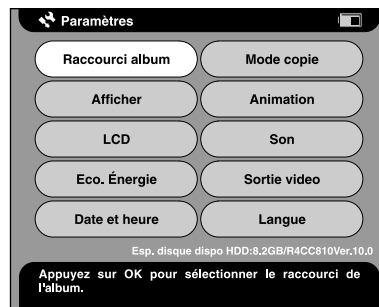 Paramètres
Raccourci album
Mode copie
Afficher
Animation
LCD
Son
Eco. Énergie
Sortie video
Date et heure
Langue
Esp. disque dispo HDD:8.2GB/R4CC810Ver.10.0
Appuyez sur OK pour sélectionner le raccourci de
l'album.